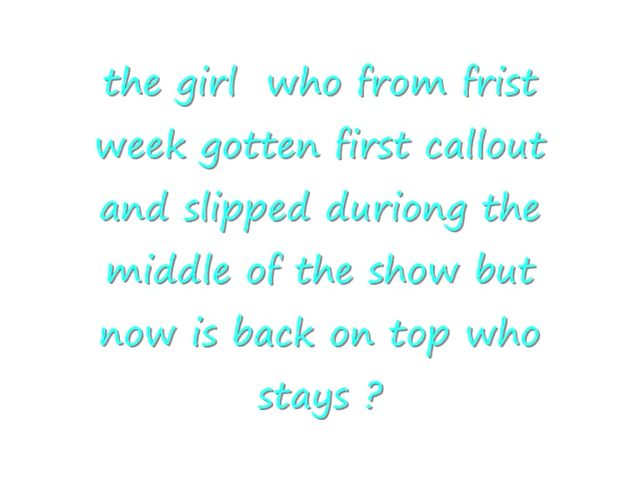 the girl  who from frist
week gotten first callout
and slipped duriong the
middle of the show but
now is back on top who
stays ?